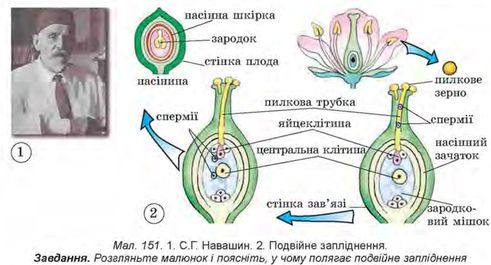 насінна шкірка
зародок
стінка плода
насінина
пилкове
зерно
пилкова трубка
спермії
спермії
яйцеклітина
насінний
зачаток
центральна клітина
1
стінка зав'язі
зародко-
вий мішок
2
Мал. 151. 1. С.Г. Навашин. 2. Подвійне запліднення.
Завдання. Розгляньте малюнок і поясніть, у чому полягає подвійне запліднення